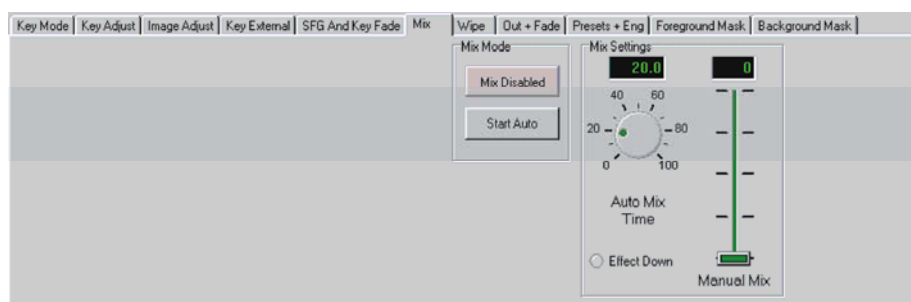 Key Mode Key Adjust Image Adjust Key External SFG And Key Fade Mix Wipe Out + Fade Presets + Eng Foreground Mask Background Mask
Mix Mode
Mix Disabled
Start Auto
Mix Settings
20.0 0
40 60
20 80
0 100
Auto Mix
Time
Effect Down
Manual Mix